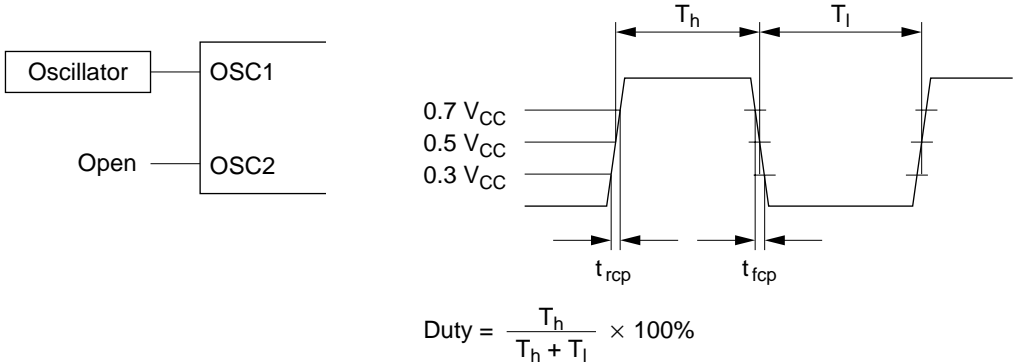 Oscillator
OSC1
Open
OSC2
Th
Tl
0.7 VCC
0.5 VCC
0.3 VCC
trcp
tfcp
Duty = Th / Th + Tl × 100%